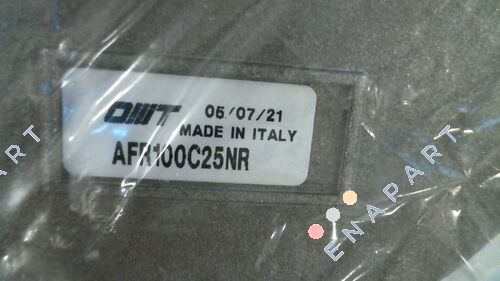 OMT 05/07/21
MADE IN ITALY
AFR100C25NR
ENAPART
ENAPART